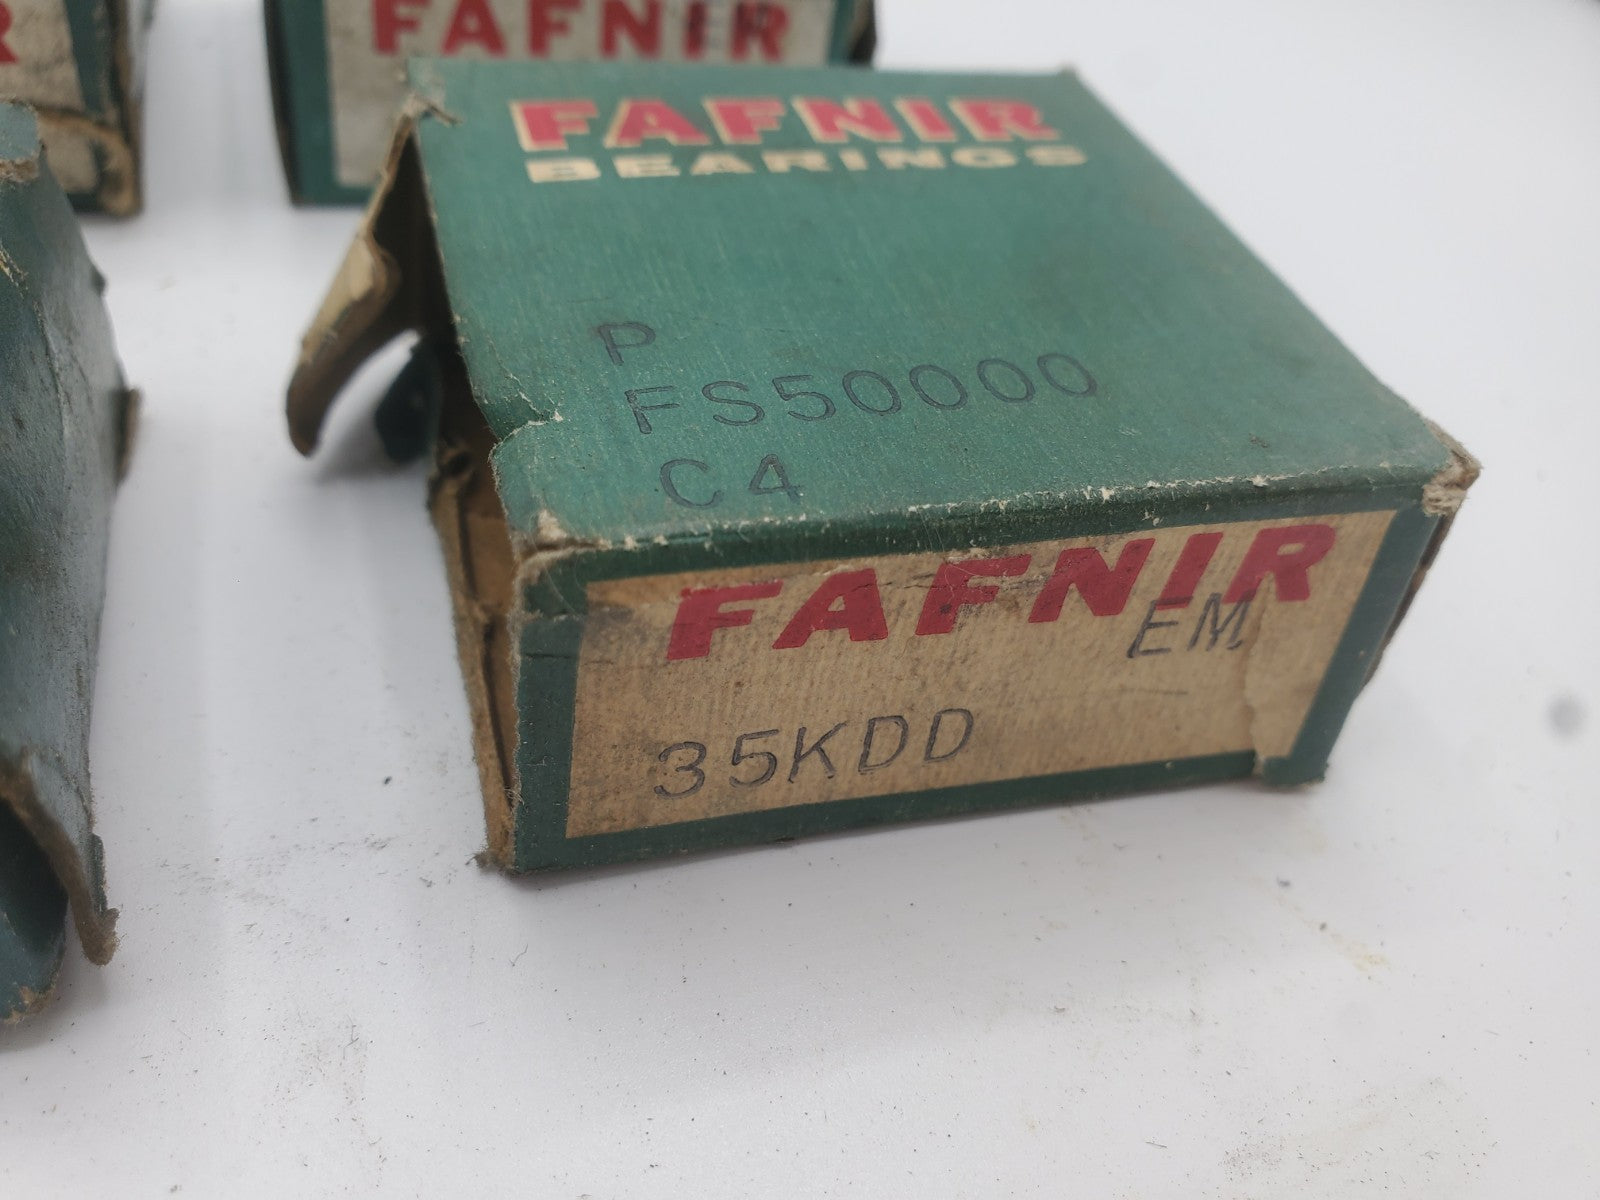 R
FAFNIR
FAFNIR
BEARINGS
P
FS50000
C4
FAFNIR
EM
35KDD